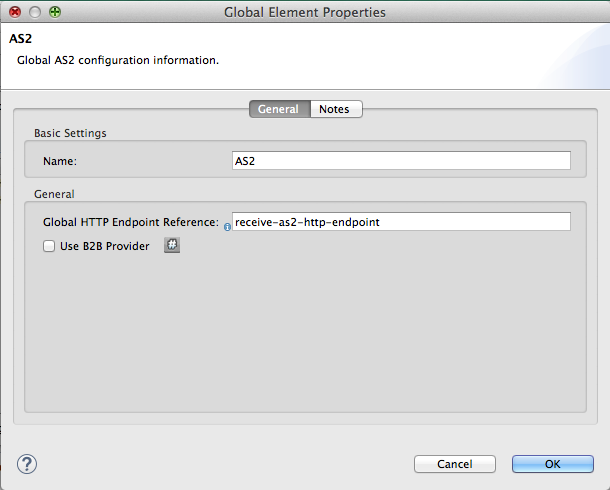 Global Element Properties
AS2
Global AS2 configuration information.
General Notes
Basic Settings
Name: AS2
General
Global HTTP Endpoint Reference: receive-as2-http-endpoint
Use B2B Provider #
? Cancel OK